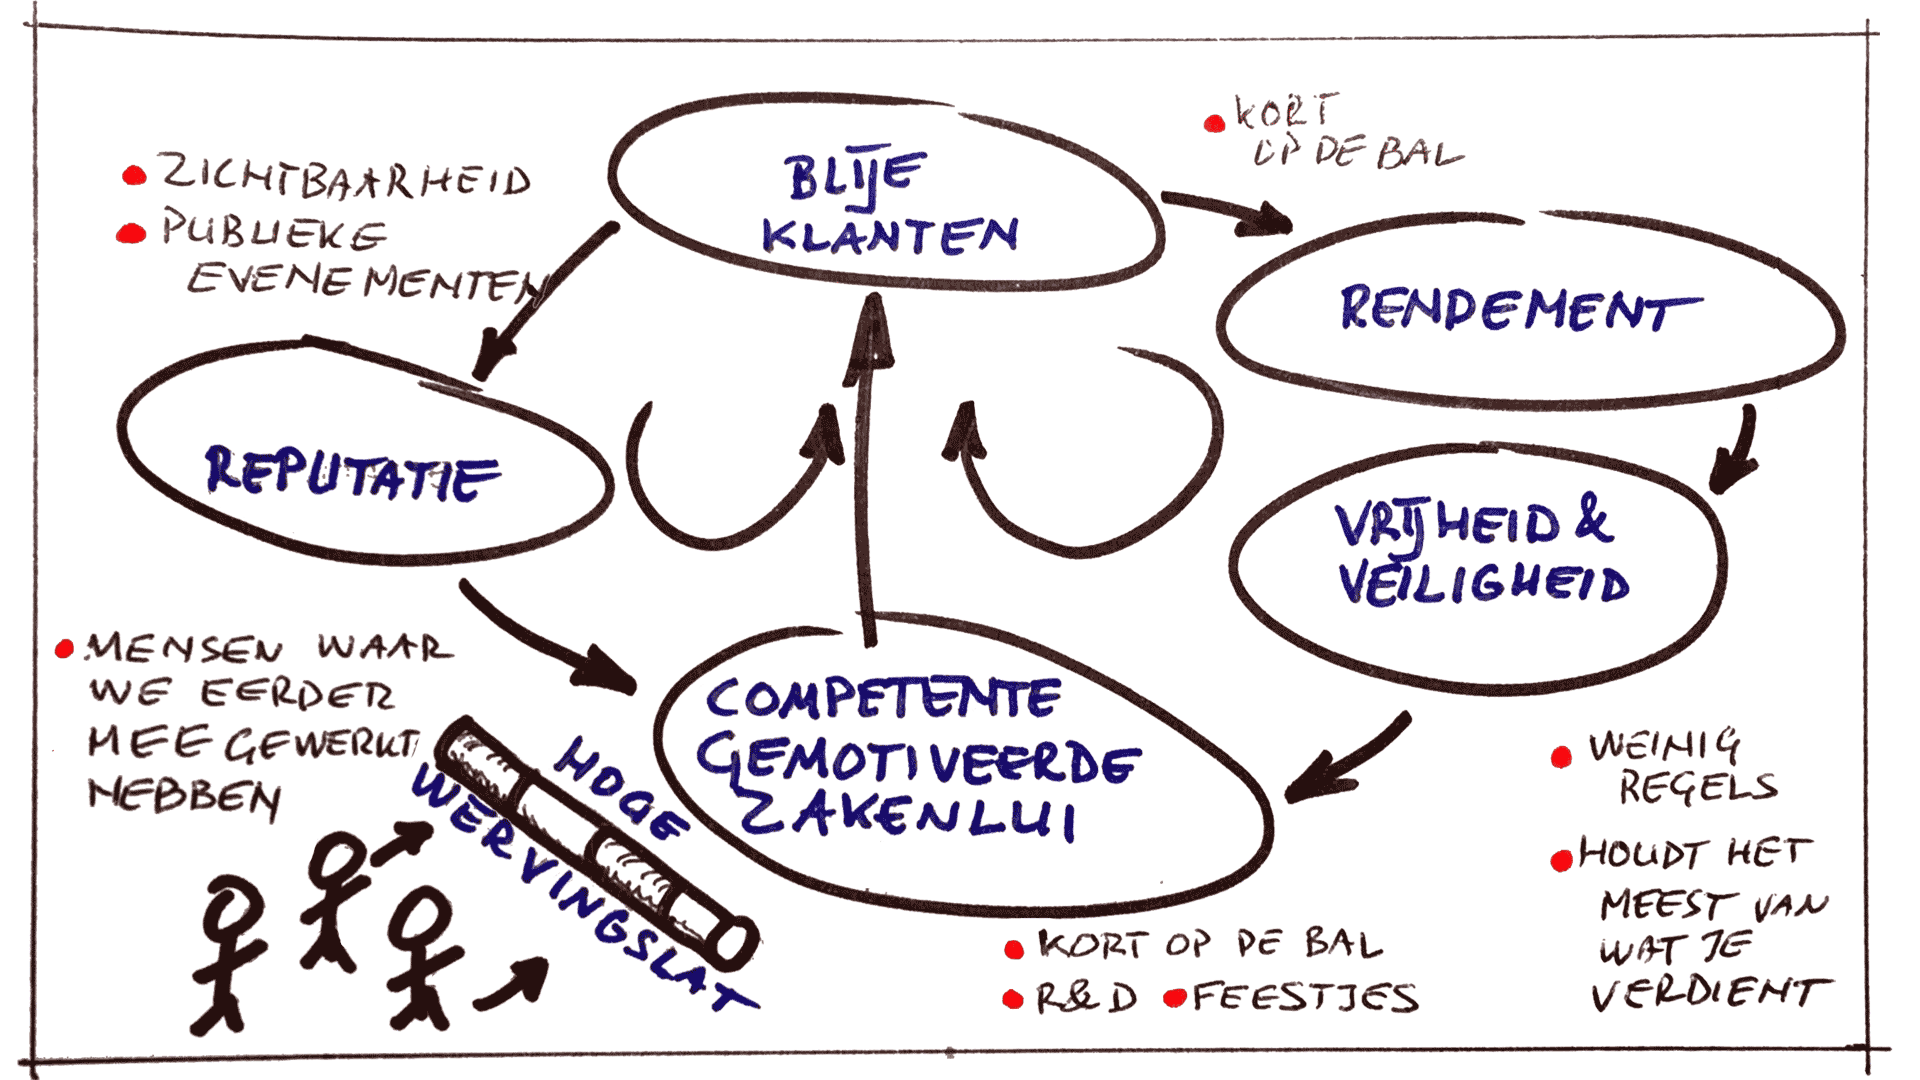 BLIJE
KLANTEN
• KORT
OP DE BAL
• ZICHTBAARHEID
• PUBLIEKE
EVENEMENTEN
RENDEMENT
REPUTATIE
VRIJHEID &
VEILIGHEID
• MENSEN WAAR
WE EERDER
MEE GEWERKT
HEBBEN
COMPETENTE
GEMOTIVEERDE
ZAKENLUI
HOGE
WERVINGSLAT
• WEINIG
REGELS
• HOUDT HET
MEEST VAN
WAT JE
VERDIENT
• KORT OP DE BAL
• R&D • FEESTJES